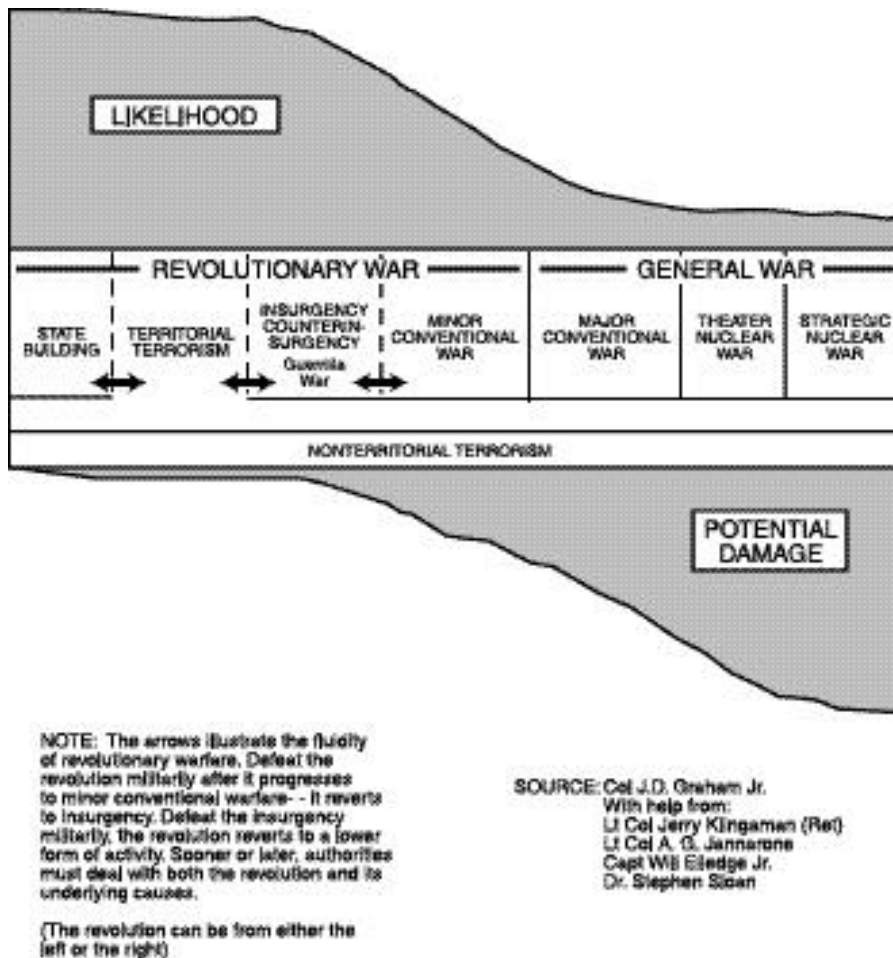 LIKELIHOOD
REVOLUTIONARY WAR
GENERAL WAR
STATE
BUILDING
TERRITORIAL
TERRORISM
INSURGENCY
COUNTERIN-
SURGENCY
Guerrilla
War
MINOR
CONVENTIONAL
WAR
MAJOR
CONVENTIONAL
WAR
THEATER
NUCLEAR
WAR
STRATEGIC
NUCLEAR
WAR
NONTERRITORIAL TERRORISM
POTENTIAL
DAMAGE
NOTE: The arrows illustrate the fluidity
of revolutionary warfare. Defeat the
revolution militarily after it progresses
to minor conventional warfare- - it reverts
to insurgency. Defeat the insurgency
militarily, the revolution reverts to a lower
form of activity. Sooner or later, authorities
must deal with both the revolution and its
underlying causes.
(The revolution can be from either the
left or the right)
SOURCE: Col J.D. Graham Jr.
With help from:
Lt Col Jerry Klingaman (Ret)
Lt Col A. G. Jannarone
Capt Will Elledge Jr.
Dr. Stephen Sloan